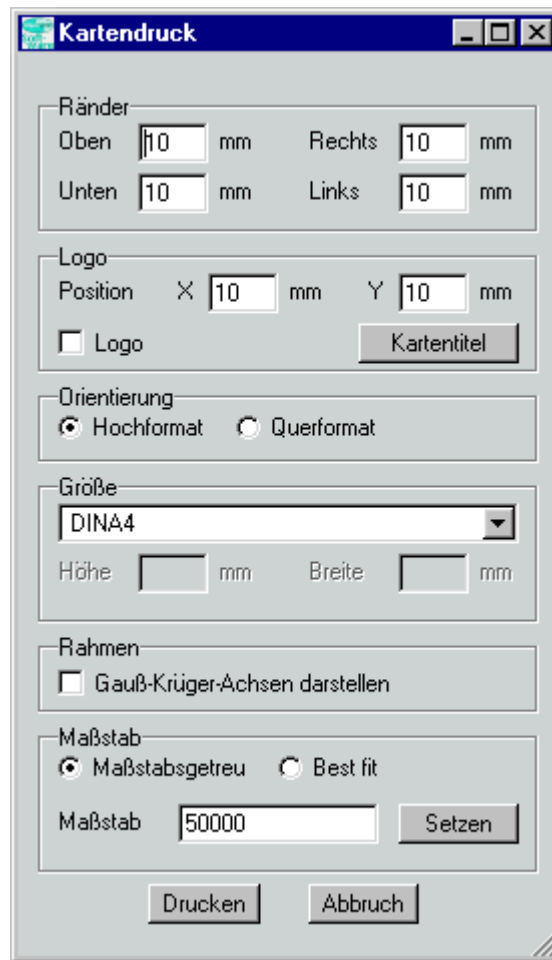 Kartendruck
Ränder
Oben 10 mm Rechts 10 mm
Unten 10 mm Links 10 mm
Logo
Position X 10 mm Y 10 mm
Logo Kartentitel
Orientierung
Hochformat Querformat
Größe
DINA4
Höhe mm Breite mm
Rahmen
Gauß-Krüger-Achsen darstellen
Maßstab
Maßstabsgetreu Best fit
Maßstab 50000 Setzen
Drucken Abbruch